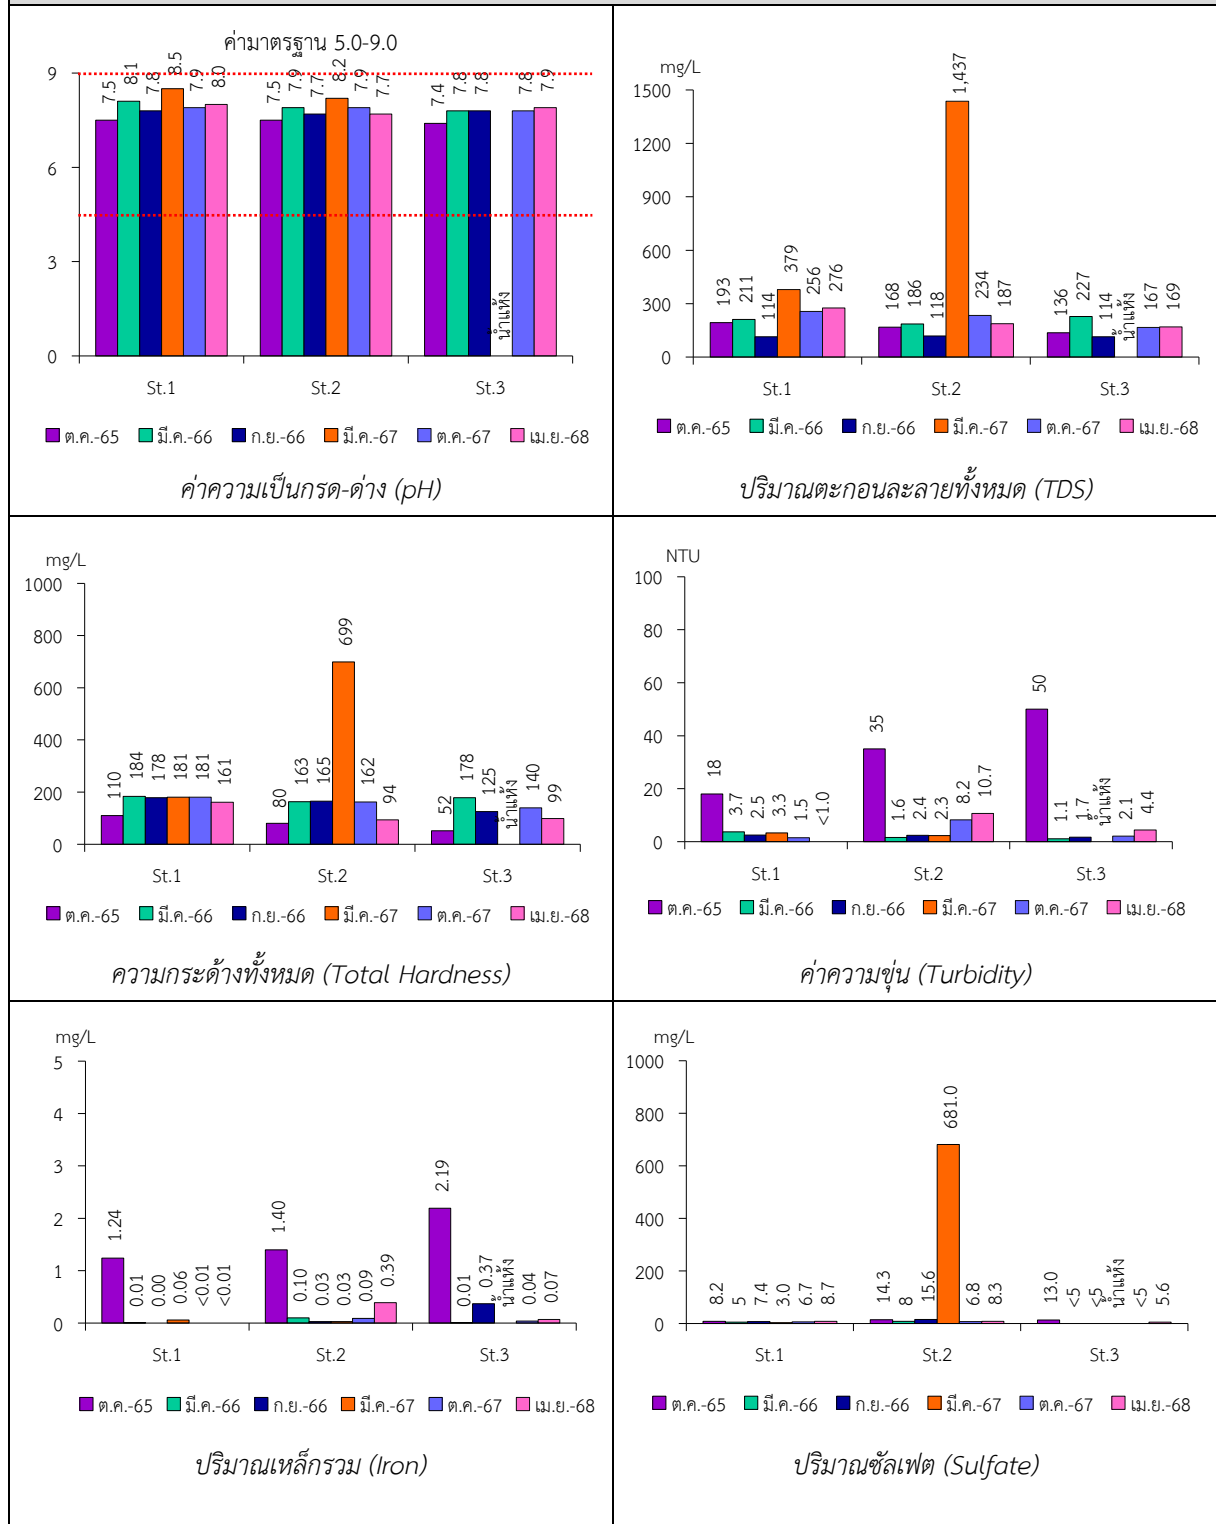 ค่ามาตรฐาน 5.0-9.0
9
6
3
0
7.5 8.1 7.8 8.5 7.9 8.0
7.5 7.9 7.7 8.2 7.9 7.7
7.4 7.8 7.8 น้ำแห้ง 7.8 7.9
St.1 St.2 St.3
ต.ค.-65 มี.ค.-66 ก.ย.-66 มี.ค.-67 ต.ค.-67 เม.ย.-68
ค่าความเป็นกรด-ด่าง (pH)
mg/L
1500
1200
900
600
300
0
193 211 114 379 256 276
168 186 118 1,437 234 187
136 227 114 น้ำแห้ง 167 169
St.1 St.2 St.3
ต.ค.-65 มี.ค.-66 ก.ย.-66 มี.ค.-67 ต.ค.-67 เม.ย.-68
ปริมาณตะกอนละลายทั้งหมด (TDS)
mg/L
1000
800
600
400
200
0
110 184 178 181 181 161
80 163 165 699 162 94
52 178 125 น้ำแห้ง 140 99
St.1 St.2 St.3
ต.ค.-65 มี.ค.-66 ก.ย.-66 มี.ค.-67 ต.ค.-67 เม.ย.-68
ความกระด้างทั้งหมด (Total Hardness)
NTU
100
80
60
40
20
0
18 3.7 2.5 3.3 1.5 <1.0
35 1.6 2.4 2.3 8.2 10.7
50 1.1 1.7 น้ำแห้ง 2.1 4.4
St.1 St.2 St.3
ต.ค.-65 มี.ค.-66 ก.ย.-66 มี.ค.-67 ต.ค.-67 เม.ย.-68
ค่าความขุ่น (Turbidity)
mg/L
5
4
3
2
1
0
1.24 0.01 0.00 0.06 <0.01 <0.01
1.40 0.10 0.03 0.03 0.09 0.39
2.19 0.01 0.37 น้ำแห้ง 0.04 0.07
St.1 St.2 St.3
ต.ค.-65 มี.ค.-66 ก.ย.-66 มี.ค.-67 ต.ค.-67 เม.ย.-68
ปริมาณเหล็กรวม (Iron)
mg/L
1000
800
600
400
200
0
8.2 5 7.4 3.0 6.7 8.7
14.3 8 15.6 681.0 6.8 8.3
13.0 <5 <5 น้ำแห้ง <5 5.6
St.1 St.2 St.3
ต.ค.-65 มี.ค.-66 ก.ย.-66 มี.ค.-67 ต.ค.-67 เม.ย.-68
ปริมาณซัลเฟต (Sulfate)